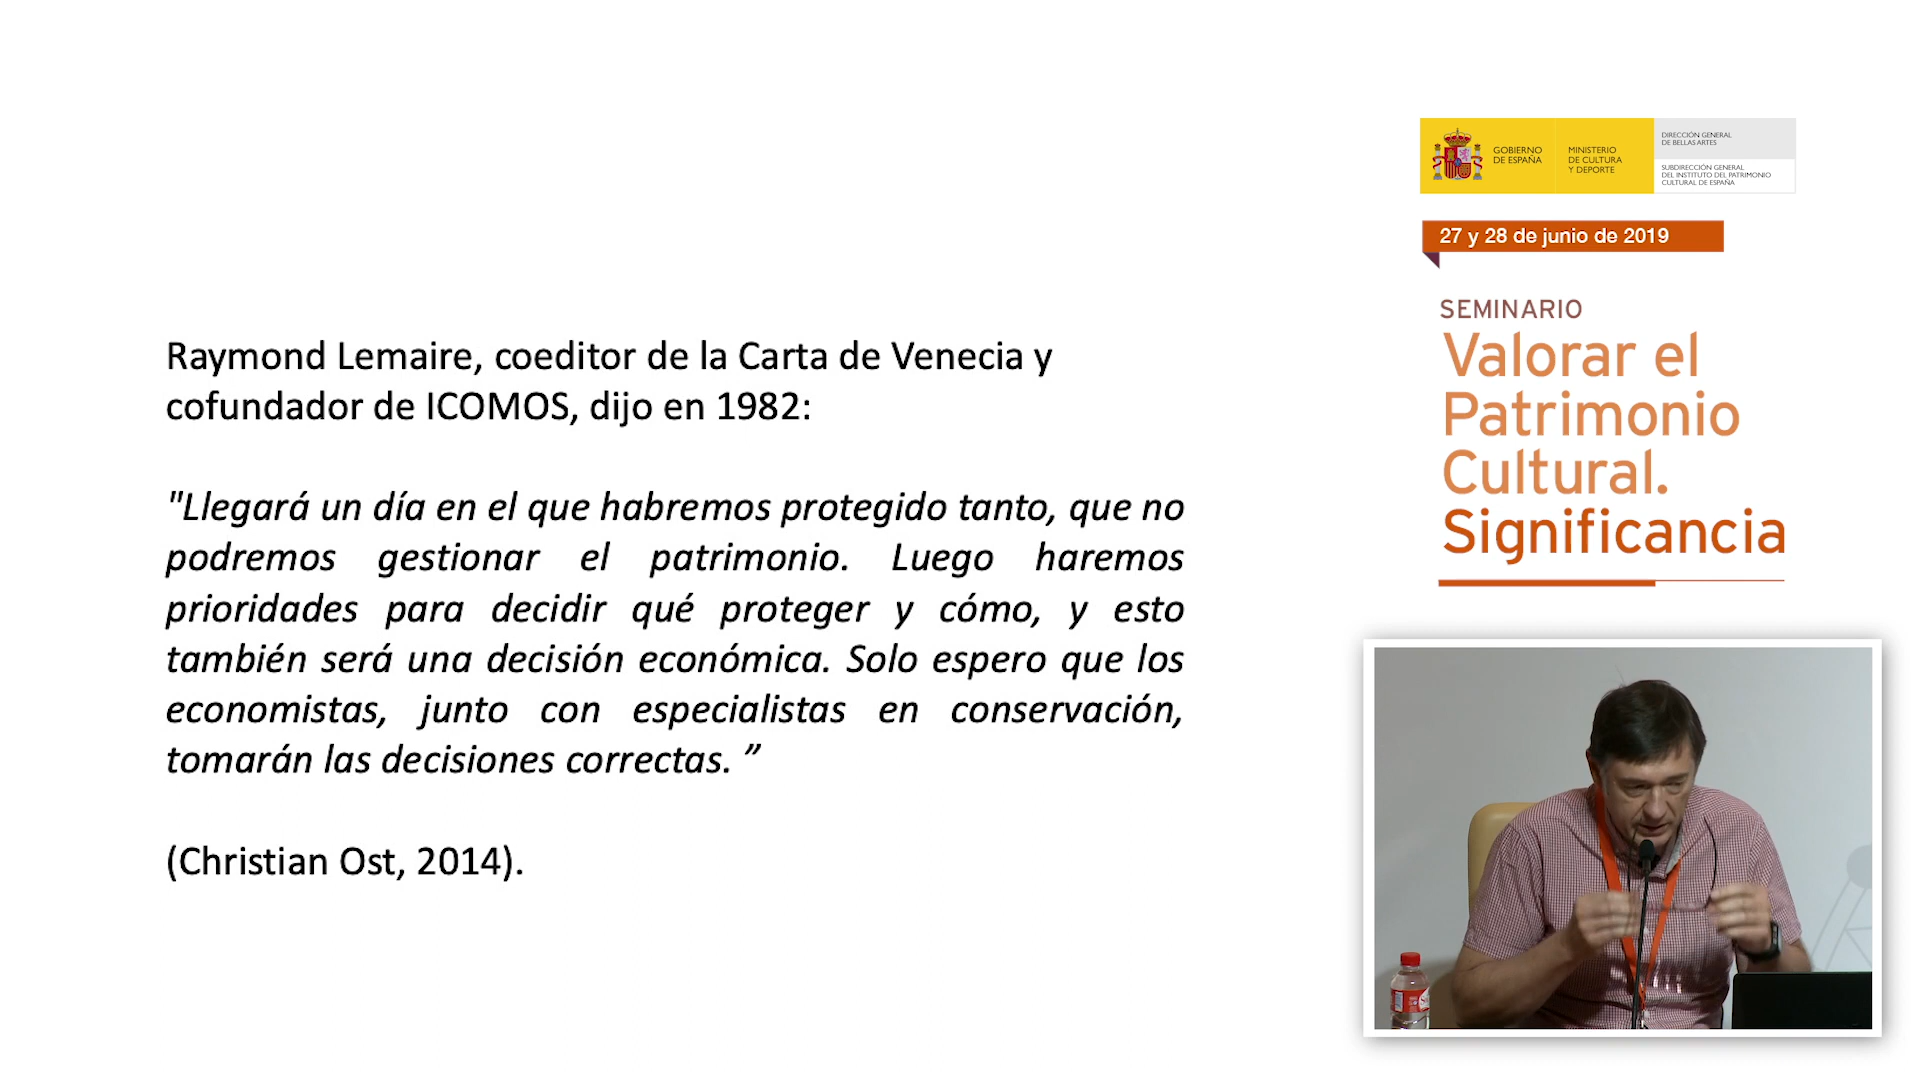 Raymond Lemaire, coeditor de la Carta de Venecia y
cofundador de ICOMOS, dijo en 1982:
"Llegará un día en el que habremos protegido tanto, que no
podremos gestionar el patrimonio. Luego haremos
prioridades para decidir qué proteger y cómo, y esto
también será una decisión económica. Solo espero que los
economistas, junto con especialistas en conservación,
tomarán las decisiones correctas. ”
(Christian Ost, 2014).
GOBIERNO
DE ESPAÑA
MINISTERIO
DE CULTURA
Y DEPORTE
DIRECCIÓN GENERAL
DE BELLAS ARTES
SUBDIRECCIÓN GENERAL
DEL INSTITUTO DEL PATRIMONIO
CULTURAL DE ESPAÑA
27 y 28 de junio de 2019
SEMINARIO
Valorar el
Patrimonio
Cultural.
Significancia